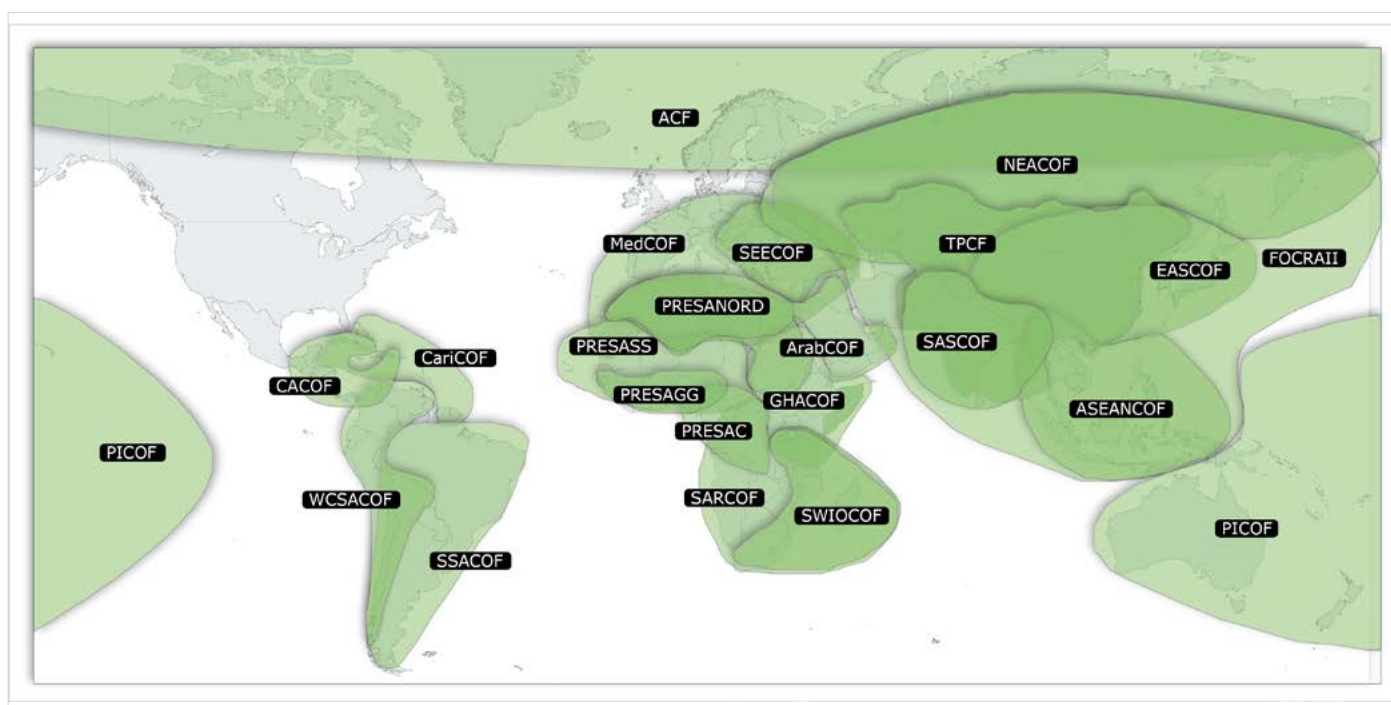 ACF
NEACOF
MedCOF
SEECOF
TPCF
FOCRAII
EASCOF
PRESANORD
PRESASS
ArabCOF
SASCOF
CariCOF
CACOF
PRESAGG
GHACOF
ASEANCOF
PRESAC
PICOF
WCSACOF
SARCOF
SWIOCOF
PICOF
SSACOF